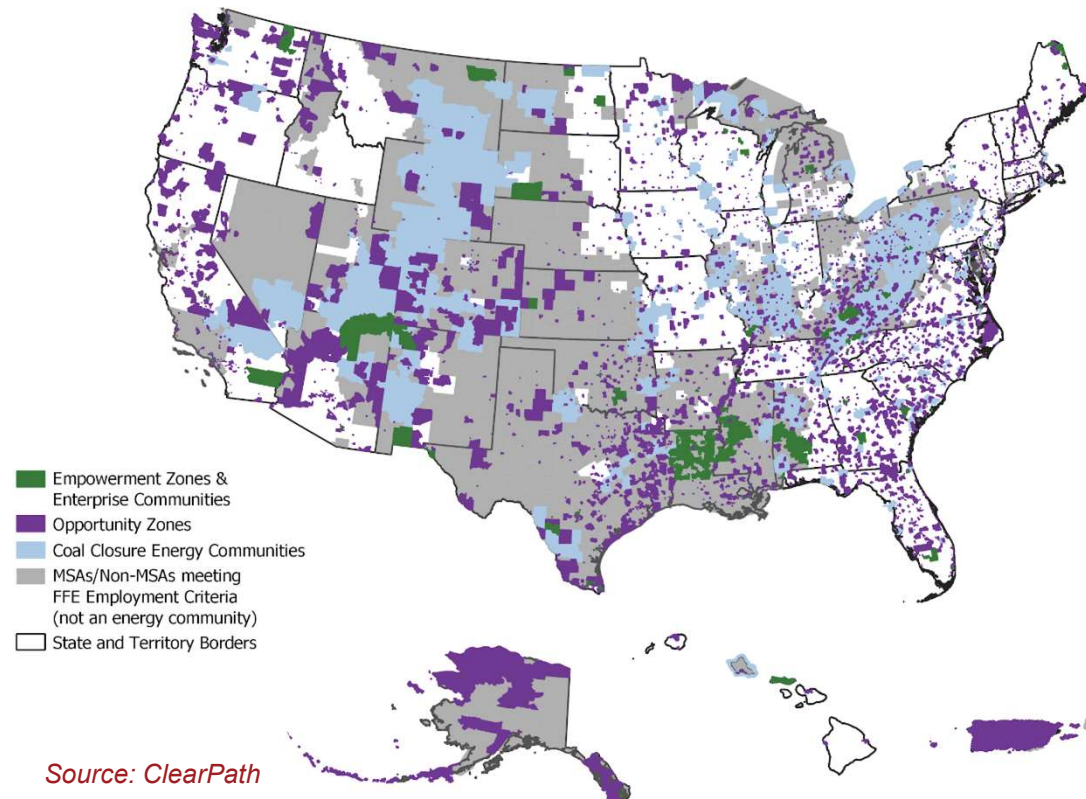 Empowerment Zones &
Enterprise Communities
Opportunity Zones
Coal Closure Energy Communities
MSAs/Non-MSAs meeting
FFE Employment Criteria
(not an energy community)
State and Territory Borders
Source: ClearPath